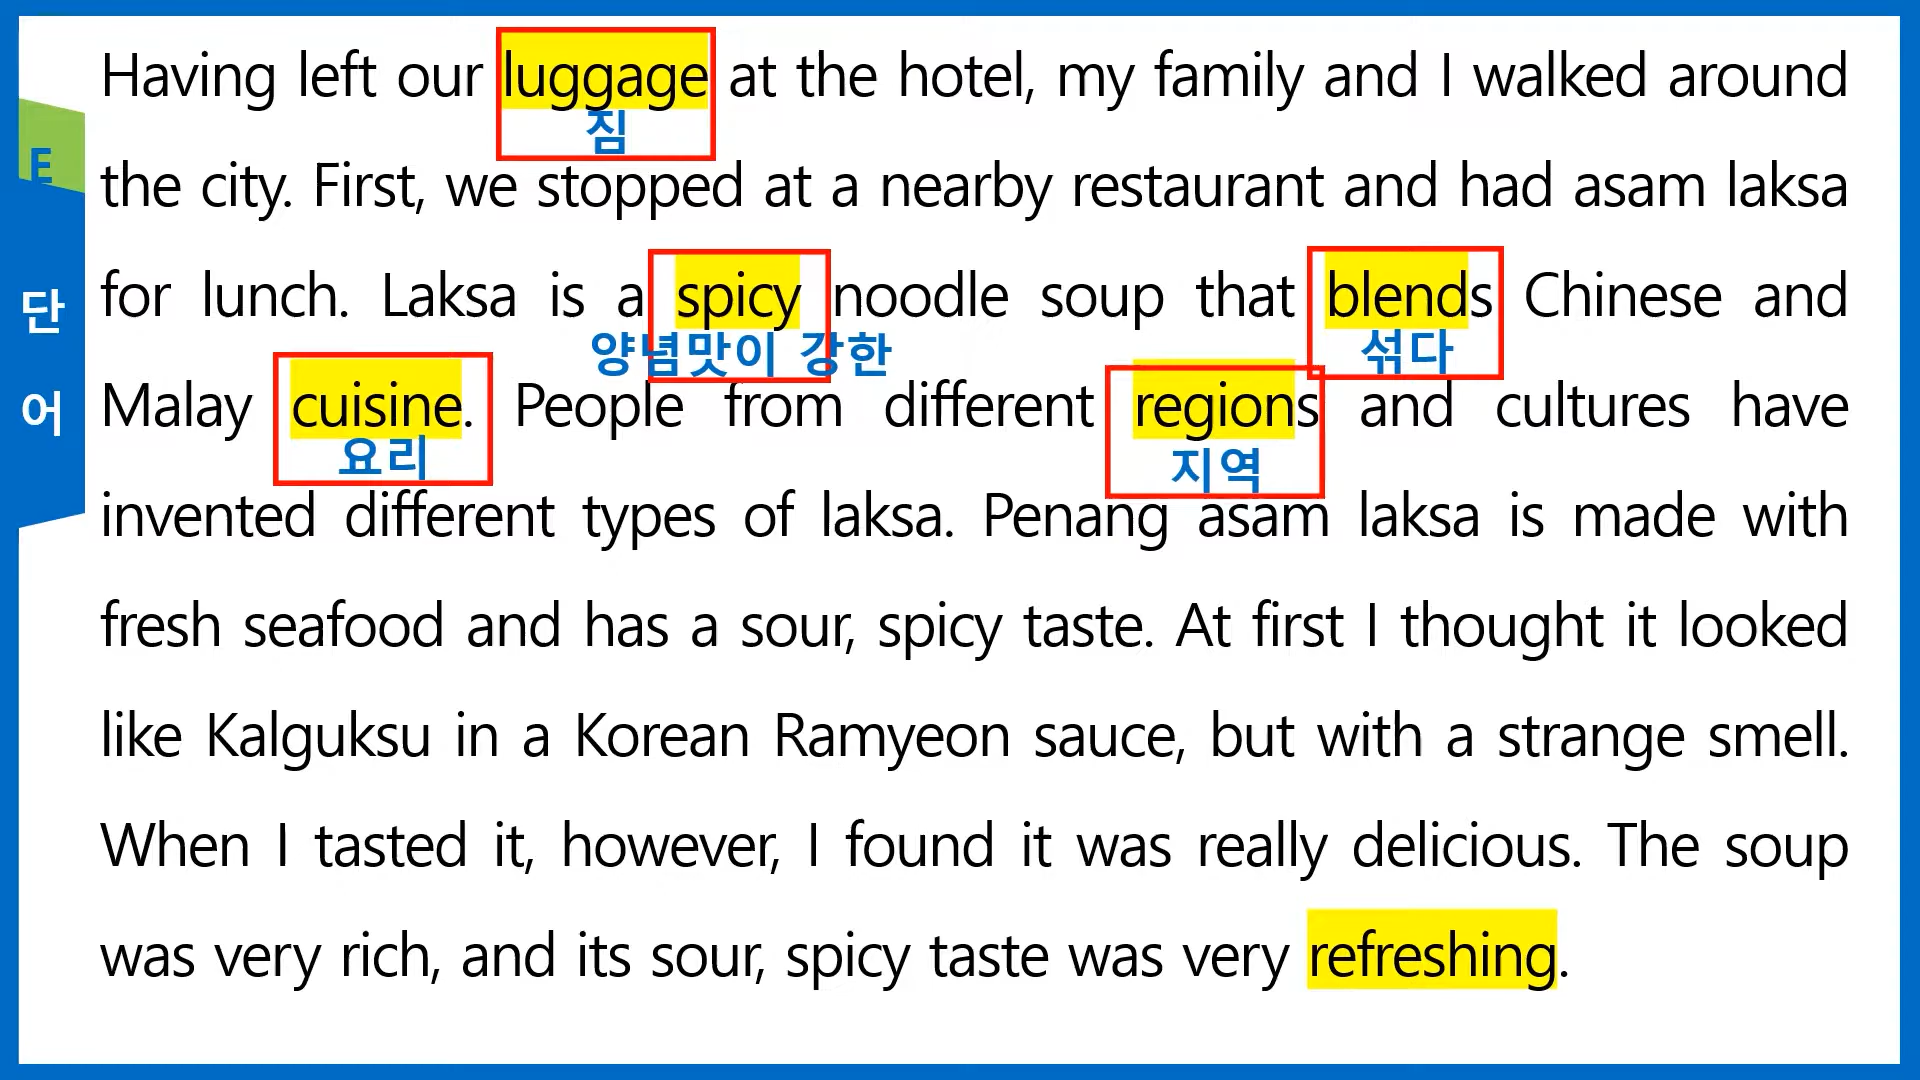 Having left our luggage at the hotel, my family and I walked around
짐
the city. First, we stopped at a nearby restaurant and had asam laksa
for lunch. Laksa is a spicy noodle soup that blends Chinese and
양념맛이 강한
섞다
Malay cuisine. People from different regions and cultures have
요리
지역
invented different types of laksa. Penang asam laksa is made with
fresh seafood and has a sour, spicy taste. At first I thought it looked
like Kalguksu in a Korean Ramyeon sauce, but with a strange smell.
When I tasted it, however, I found it was really delicious. The soup
was very rich, and its sour, spicy taste was very refreshing.
E
단
어